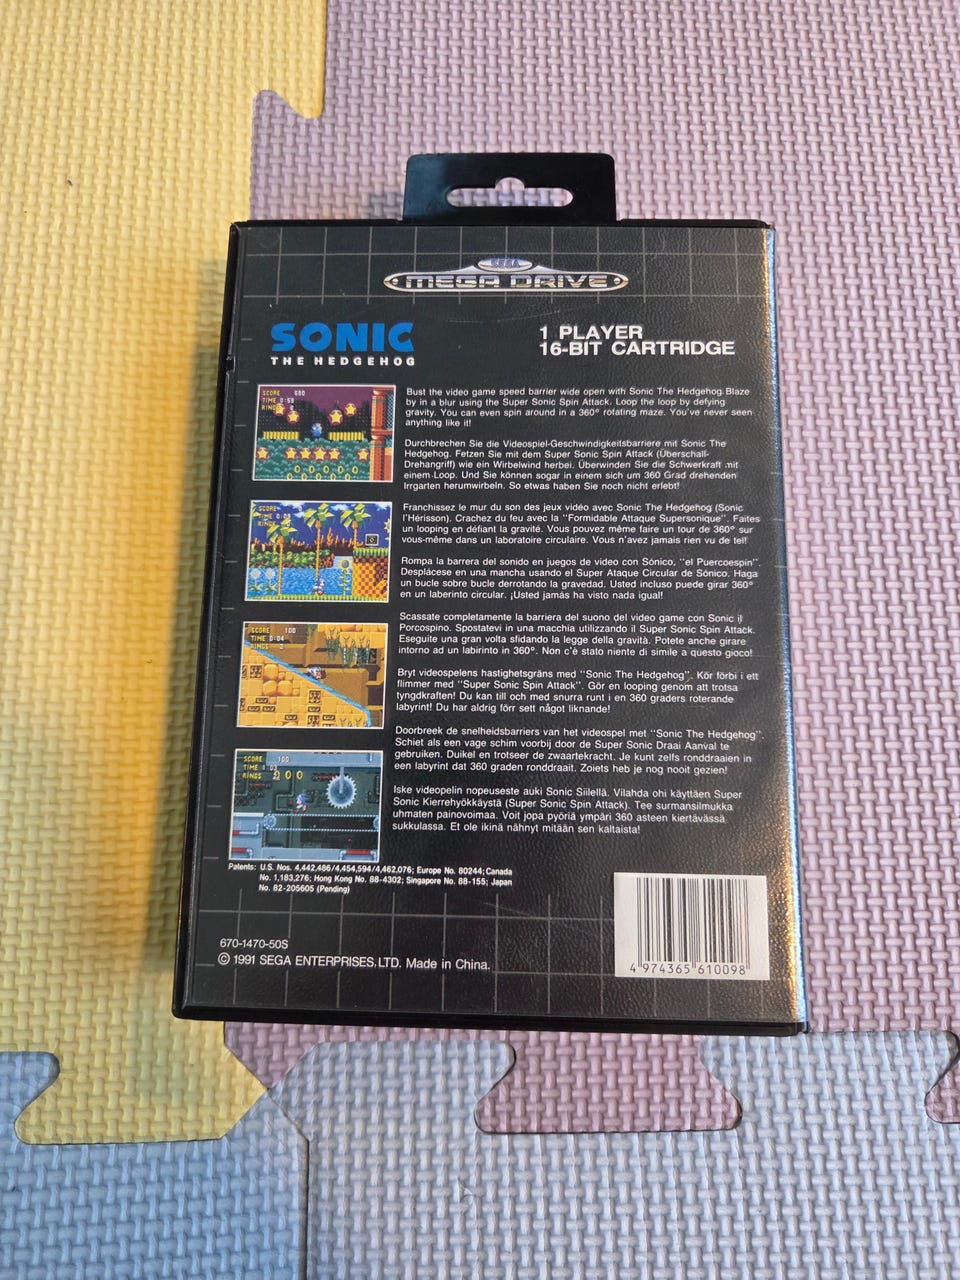 SEGA
MEGA DRIVE
SONIC
THE HEDGEHOG
1 PLAYER
16-BIT CARTRIDGE
SCORE 600
TIME 0:59
RINGS
Bust the video game speed barrier wide open with Sonic The Hedgehog. Blaze
by in a blur using the Super Sonic Spin Attack. Loop the loop by defying
gravity. You can even spin around in a 360° rotating maze. You've never seen
anything like it!
Durchbrechen Sie die Videospiel-Geschwindigkeitsbarriere mit Sonic The
Hedgehog. Fetzen Sie mit dem Super Sonic Spin Attack (Überschall-
Drehangriff) wie ein Wirbelwind herbei. Überwinden Sie die Schwerkraft mit
einem Loop. Und Sie können sogar in einem sich um 360 Grad drehenden
Irrgarten herumwirbeln. So etwas haben Sie noch nicht erlebt!
SCORE
TIME
RINGS
Franchissez le mur du son des jeux vidéo avec Sonic The Hedgehog (Sonic
l'Hérisson). Crachez du feu avec la "Formidable Attaque Supersonique". Faites
un looping en défiant la gravité. Vous pouvez même faire un tour de 360° sur
vous-même dans un laboratoire circulaire. Vous n'avez jamais rien vu de tel!
Rompa la barrera del sonido en juegos de video con Sónico, "el Puercoespin".
Desplácese en una mancha usando el Super Ataque Circular de Sónico. Haga
un bucle sobre bucle derrotando la gravedad. Usted incluso puede girar 360°
en un laberinto circular. ¡Usted jamás ha visto nada igual!
SCORE 100
TIME 0:04
RINGS
Scassate completamente la barriera del suono del video game con Sonic il
Porcospino. Spostatevi in una macchia utilizzando il Super Sonic Spin Attack.
Eseguite una gran volta sfidando la legge della gravità. Potete anche girare
intorno ad un labirinto in 360°. Non c'è stato niente di simile a questo gioco!
Bryt videospelens hastighetsgräns med "Sonic The Hedgehog". Kör förbi i ett
flimmer med "Super Sonic Spin Attack". Gör en looping genom att trotsa
tyngdkraften! Du kan till och med snurra runt i en 360 graders roterande
labyrint! Du har aldrig förr sett något liknande!
SCORE 100
TIME 1:03
RINGS
Doorbreek de snelheidsbarriers van het videospel met "Sonic The Hedgehog".
Schiet als een vage schim voorbij door de Super Sonic Draai Aanval te
gebruiken. Duikel en trotseer de zwaartekracht. Je kunt zelfs ronddraaien in
een labyrint dat 360 graden ronddraait. Zoiets heb je nog nooit gezien!
Iske videopelin nopeuseste auki Sonic Siilellä. Vilahda ohi käyttäen Super
Sonic Kierrehyökkäystä (Super Sonic Spin Attack). Tee surmansilmukka
uhmaten painovoimaa. Voit jopa pyöriä ympäri 360 asteen kiertävässä
sukkulassa. Et ole ikinä nähnyt mitään sen kaltaista!
Patents: U.S. Nos. 4,442,486/4,454,594/4,462,076; Europe No. 80244; Canada
No. 1,183,276; Hong Kong No. 88-4302; Singapore No. 88-155; Japan
No. 82-205605 (Pending)
670-1470-50S
© 1991 SEGA ENTERPRISES, LTD. Made in China.
4 974365 610098